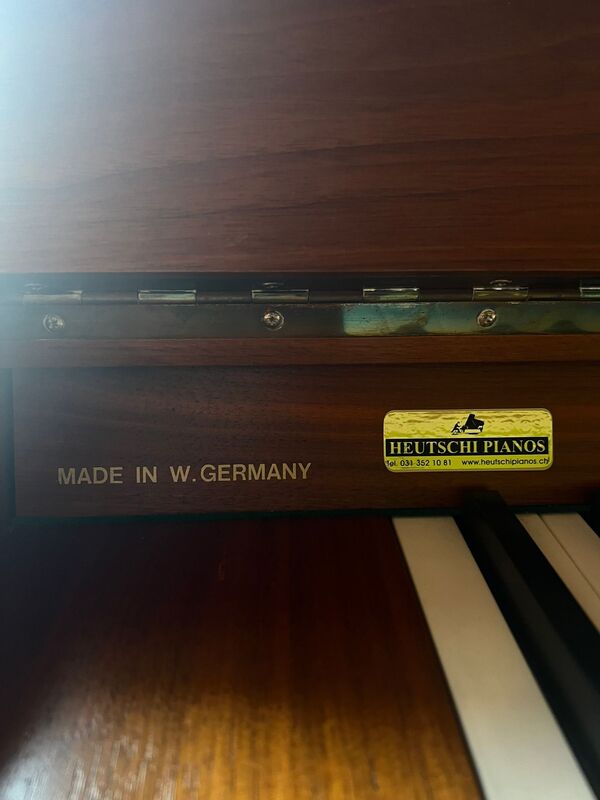 MADE IN W. GERMANY
HEUTSCHI PIANOS
Tel. 031 352 10 81 www.heutschipianos.ch